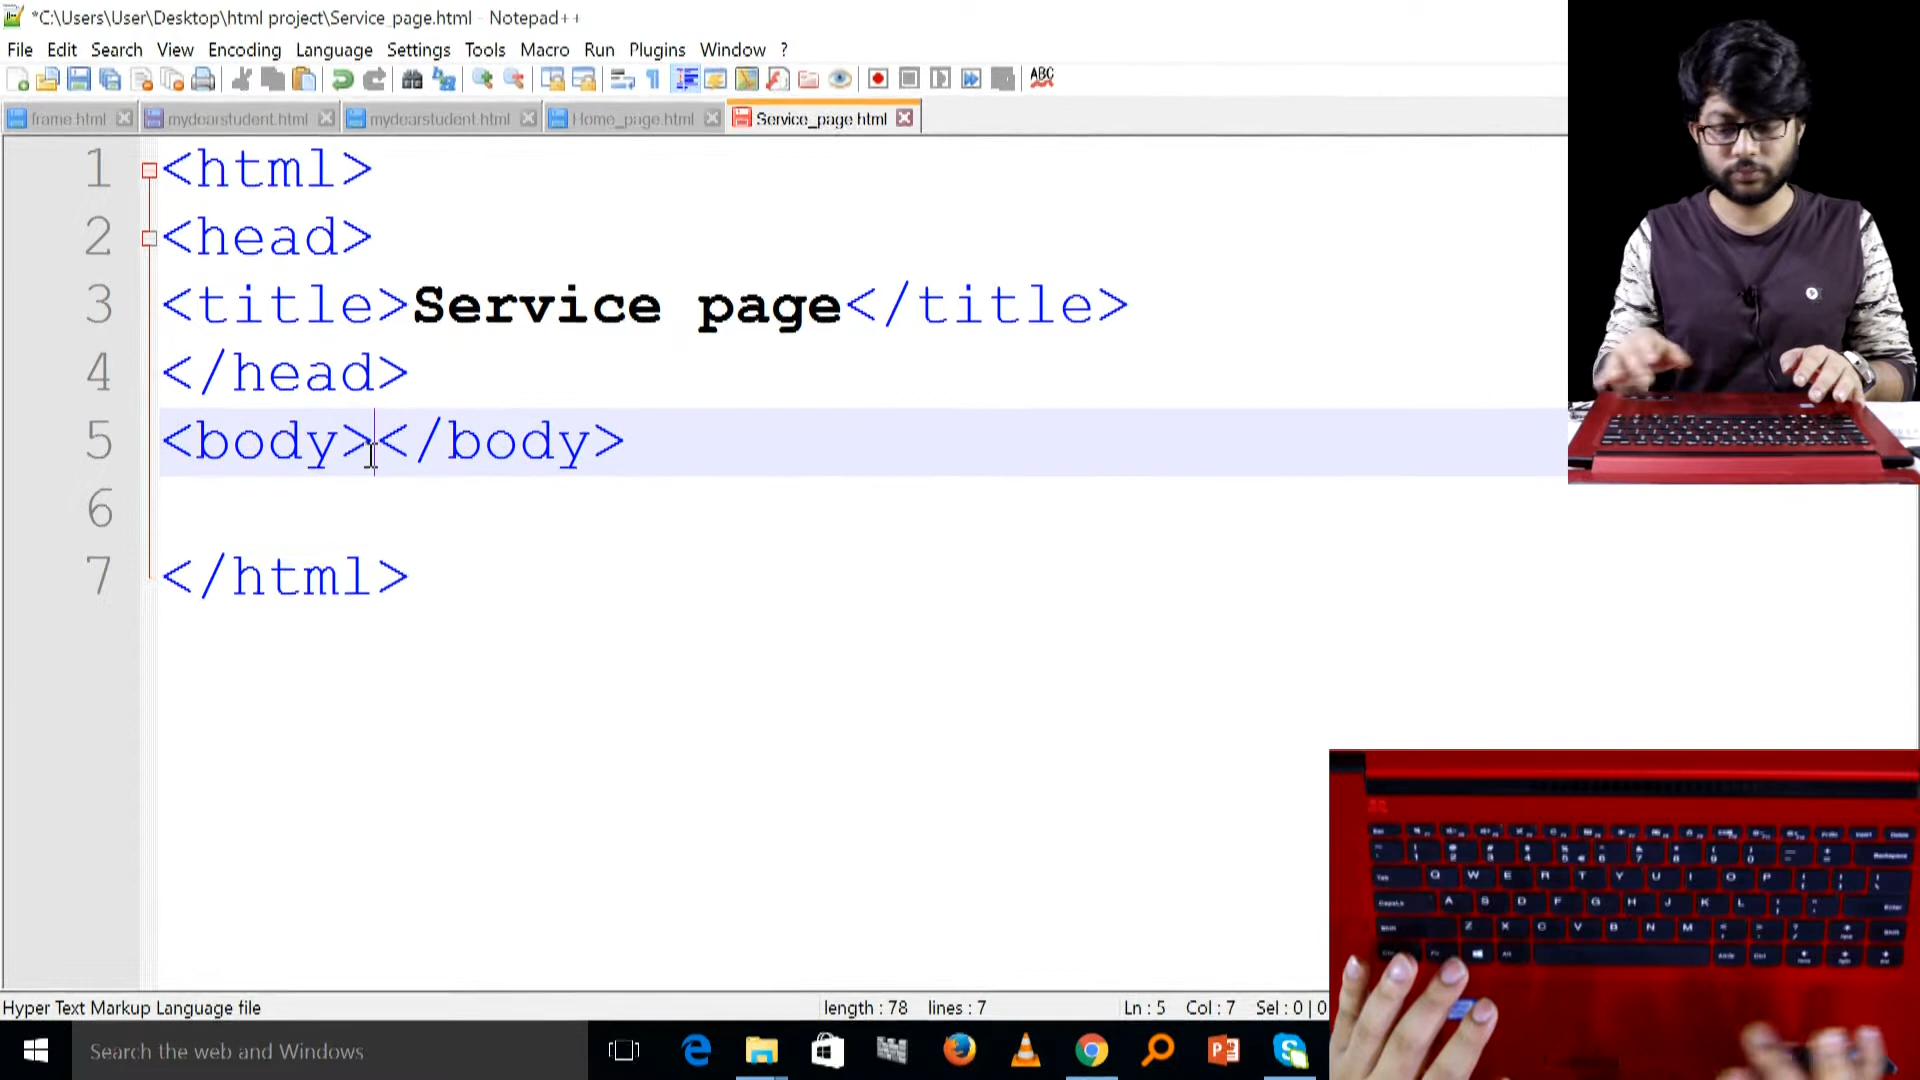 *C:\Users\User\Desktop\html project\Service_page.html - Notepad++
File Edit Search View Encoding Language Settings Tools Macro Run Plugins Window ?
ABC
frame.html mydearstudent.html mydearstudent.html Home_page.html Service_page.html
1 <html>
2 <head>
3 <title>Service page</title>
4 </head>
5 <body></body>
6
7 </html>
Q W E R T Y U I O P
A S D F G H J K L
Z X C V B N M
Hyper Text Markup Language file length : 78 lines : 7 Ln : 5 Col : 7 Sel : 0 | 0
Search the web and Windows